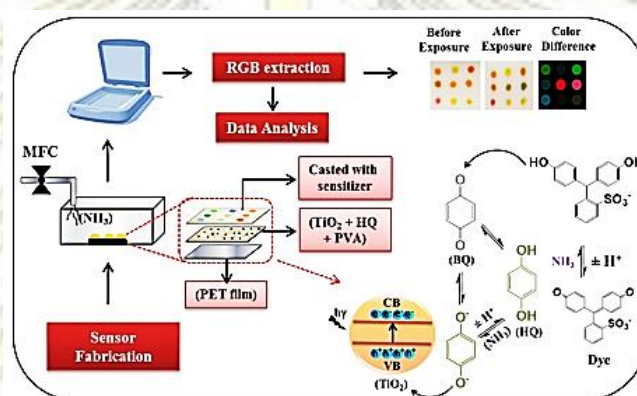 RGB extraction
Data Analysis
Before
Exposure
After
Exposure
Color
Difference
MFC
(NH₃)
Casted with
sensitizer
(TiO₂ + HQ
+ PVA)
(PET film)
Sensor
Fabrication
hγ
CB
VB
(TiO₂)
O
O
(BQ)
OH
OH
(HQ)
± H⁺
(NH₃)
O⁻
O⁻
HO
OH
SO₃⁻
NH₃
± H⁺
O
O
SO₃⁻
Dye